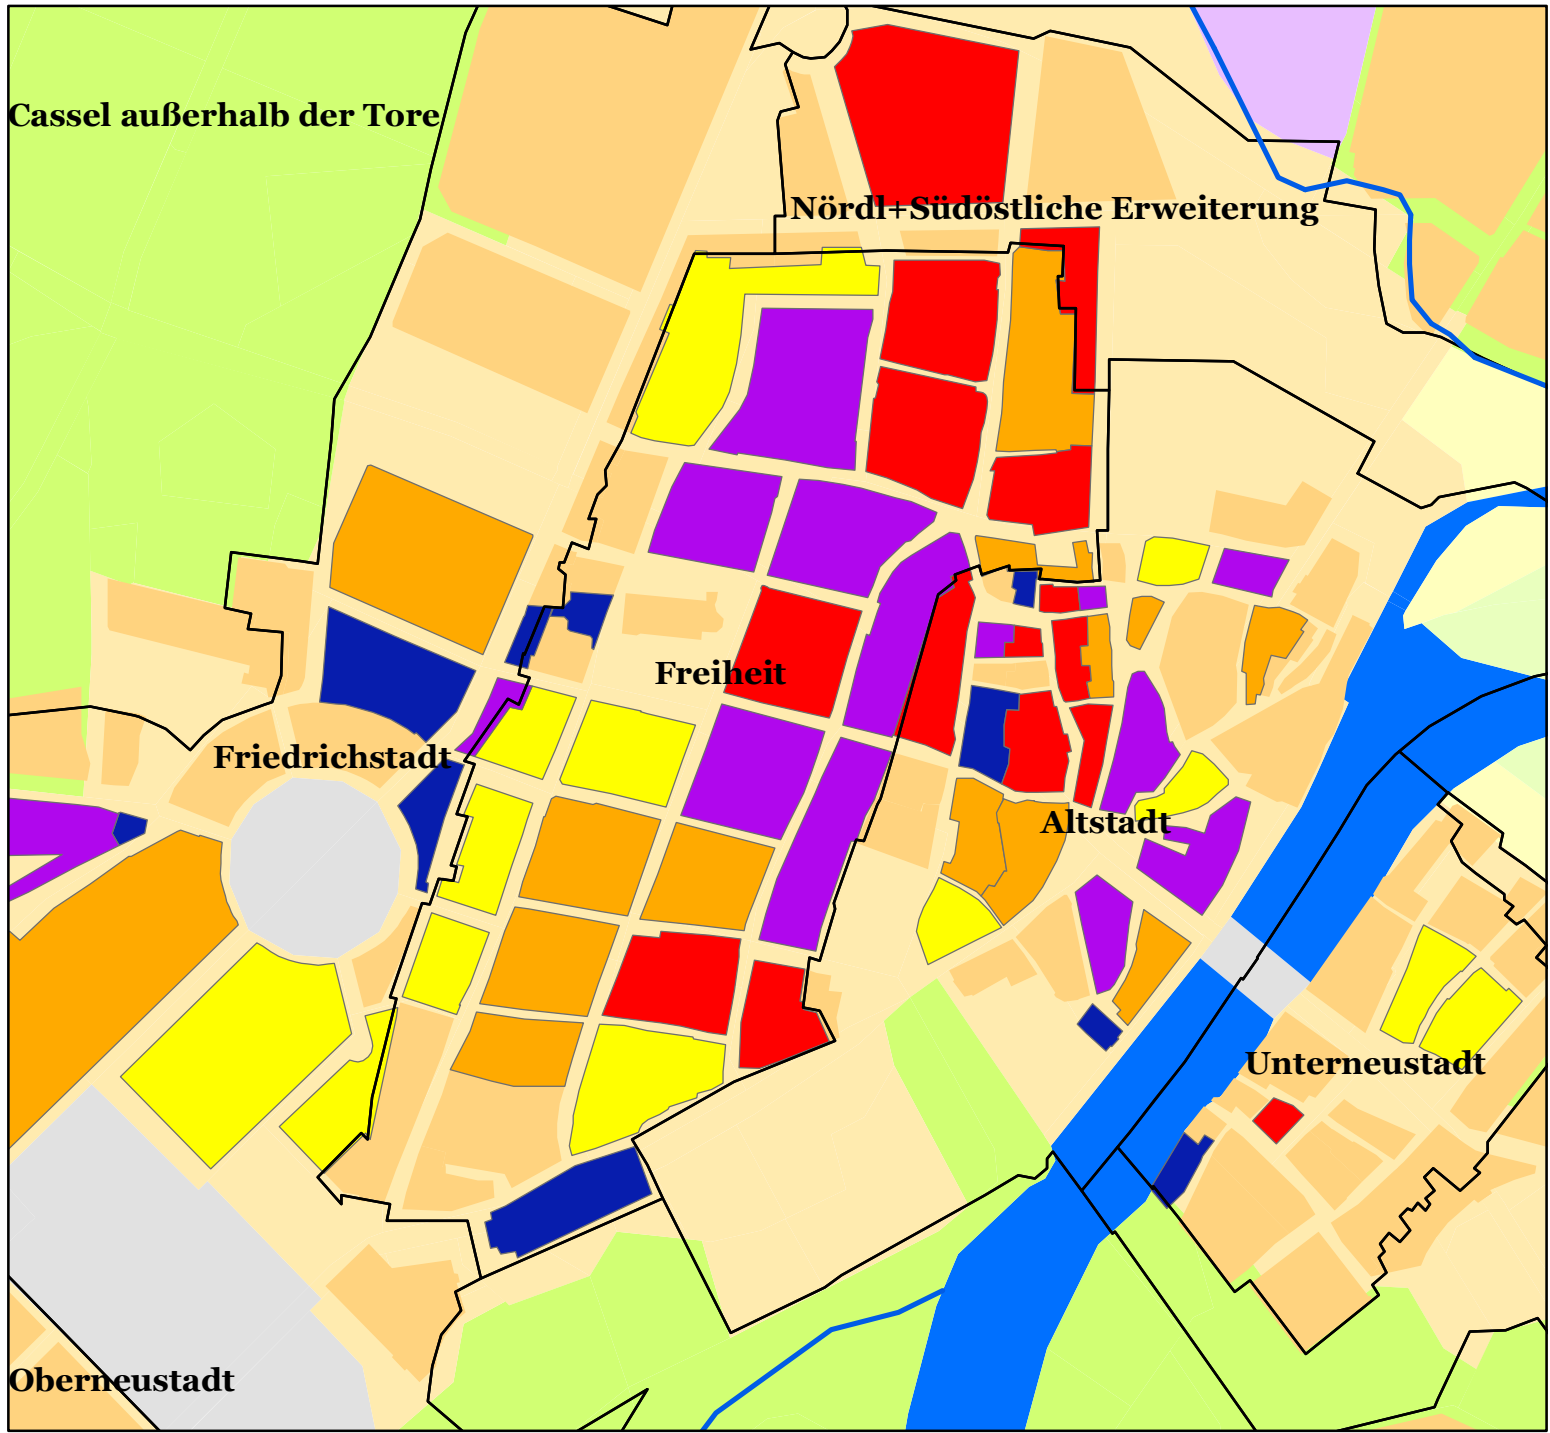 Cassel außerhalb der Tore
Nördl+Südöstliche Erweiterung
Freiheit
Friedrichstadt
Altstadt
Unterneustadt
Oberneustadt